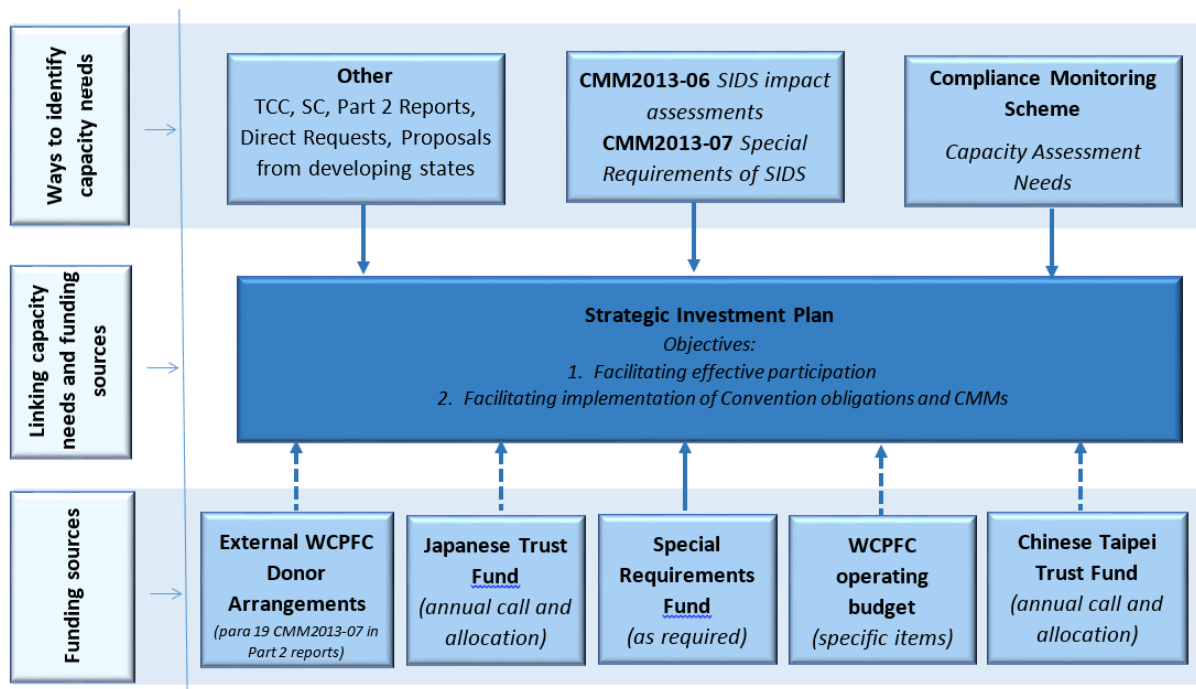 Ways to identify
capacity needs
Other
TCC, SC, Part 2 Reports,
Direct Requests, Proposals
from developing states
CMM2013-06 SIDS impact
assessments
CMM2013-07 Special
Requirements of SIDS
Compliance Monitoring
Scheme
Capacity Assessment
Needs
Linking capacity
needs and funding
sources
Strategic Investment Plan
Objectives:
1. Facilitating effective participation
2. Facilitating implementation of Convention obligations and CMMs
Funding sources
External WCPFC
Donor
Arrangements
(para 19 CMM2013-07 in
Part 2 reports)
Japanese Trust
Fund
(annual call and
allocation)
Special
Requirements
Fund
(as required)
WCPFC
operating
budget
(specific items)
Chinese Taipei
Trust Fund
(annual call and
allocation)